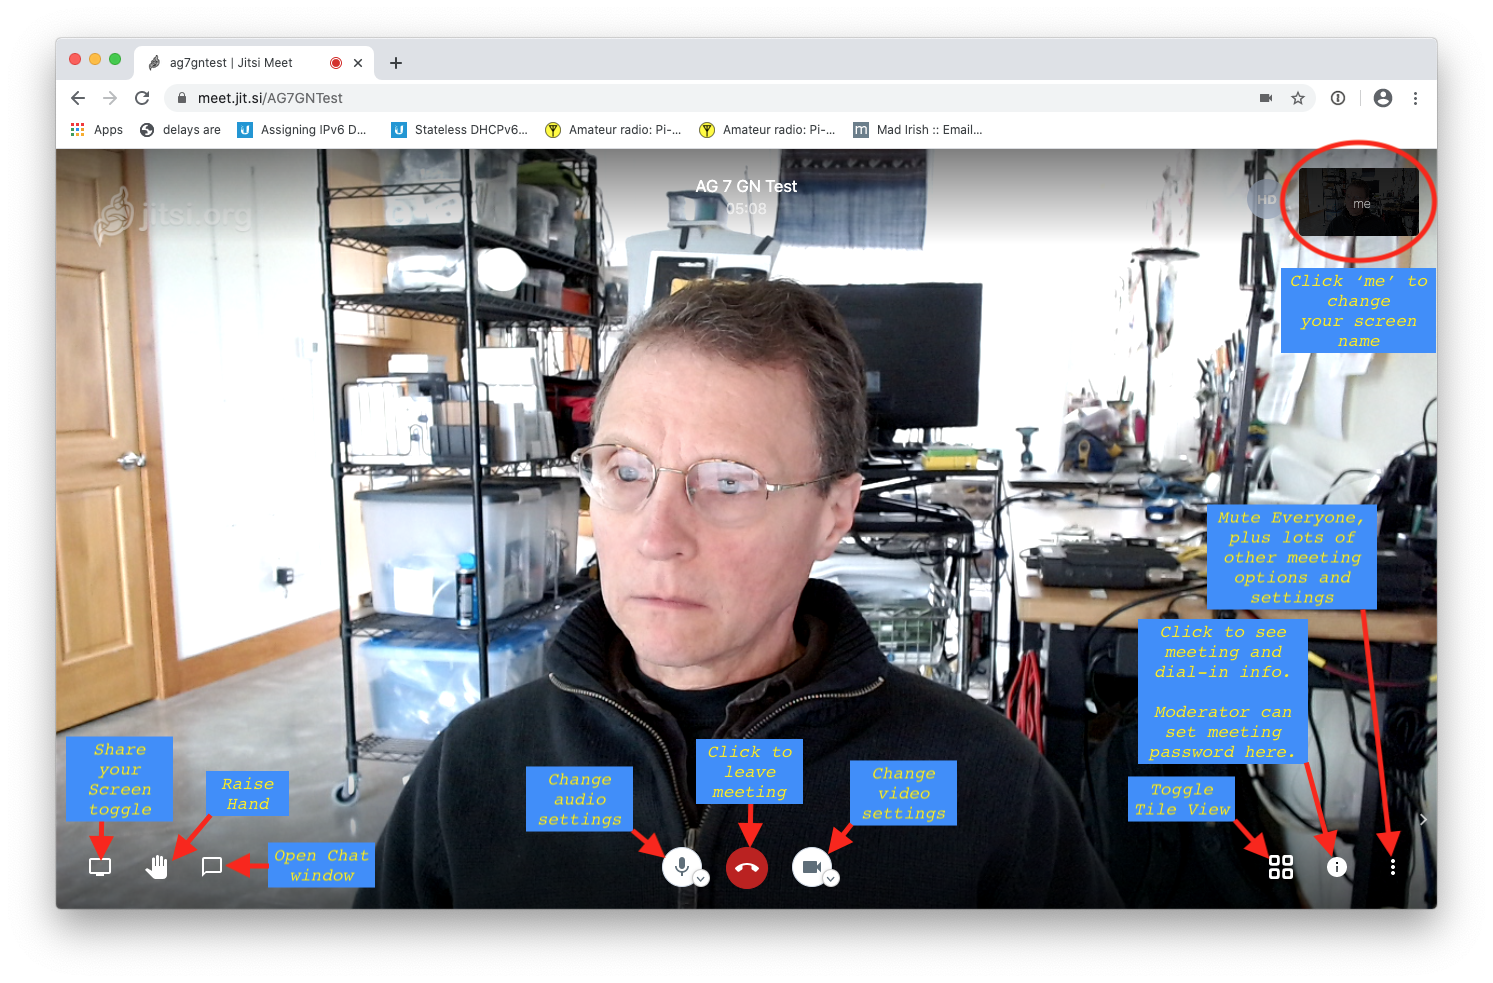 ag7gntest | Jitsi Meet
meet.jit.si/AG7GNTest
Apps
delays are
Assigning IPv6 D...
Stateless DHCPv6...
Amateur radio: Pi-...
Amateur radio: Pi-...
Mad Irish :: Email...
jitsi.org
AG 7 GN Test
05:08
HD
me
Click ‘me’ to
change
your screen
name
Mute Everyone,
plus lots of
other meeting
options and
settings
Click to see
meeting and
dial-in info.
Moderator can
set meeting
password here.
Share
your
Screen
toggle
Raise
Hand
Open Chat
window
Change
audio
settings
Click to
leave
meeting
Change
video
settings
Toggle
Tile View